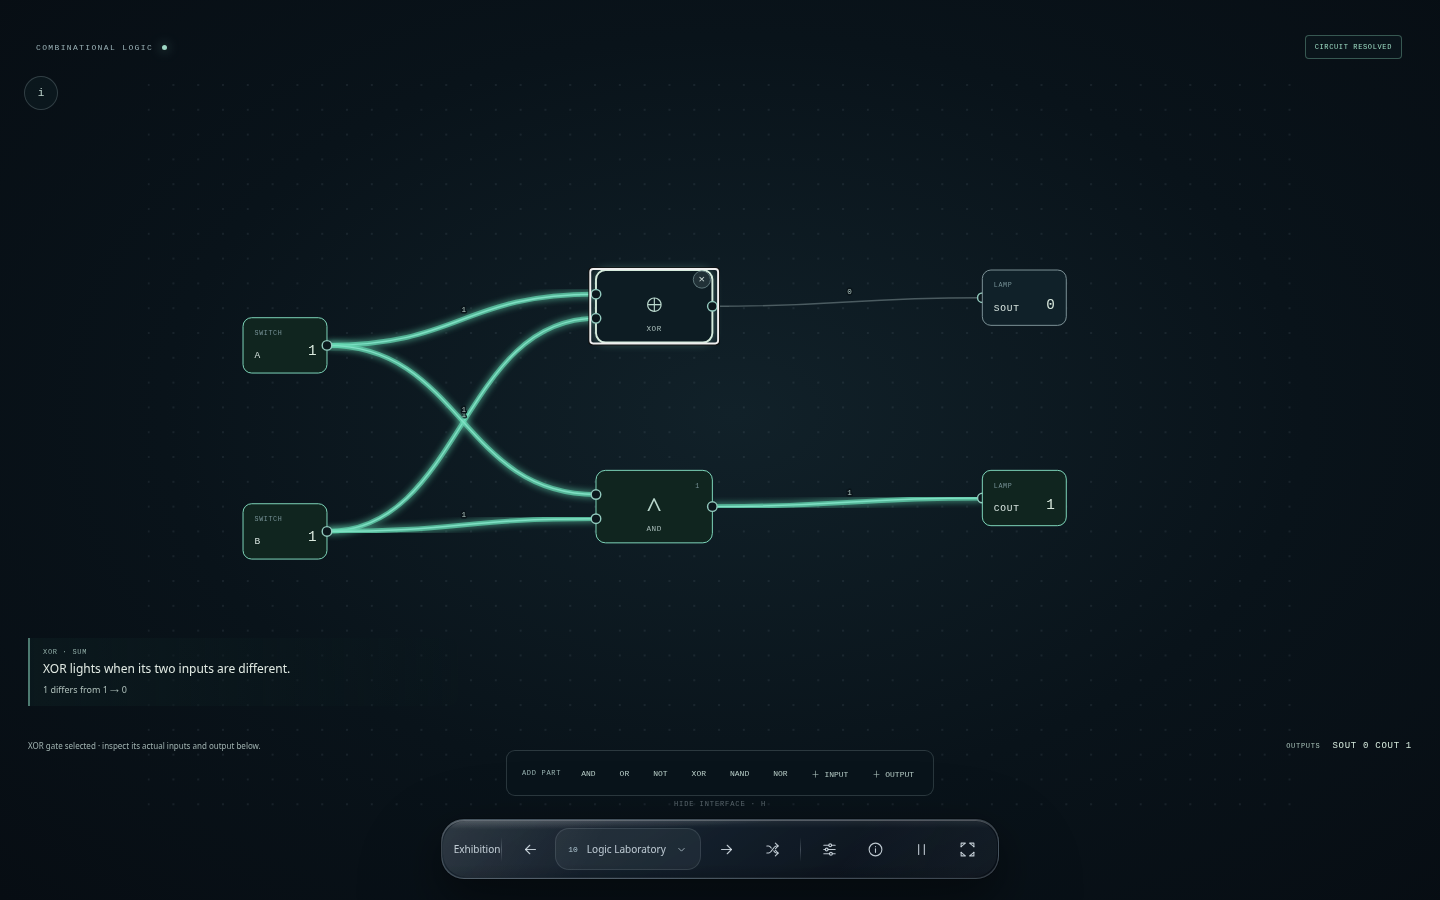 COMBINATIONAL LOGIC
CIRCUIT RESOLVED
i
SWITCH
A 1
SWITCH
B 1
1
1
1
XOR
1
AND
0
1
LAMP
SOUT 0
LAMP
COUT 1
XOR · SUM
XOR lights when its two inputs are different.
1 differs from 1 → 0
XOR gate selected · inspect its actual inputs and output below.
OUTPUTS SOUT 0 COUT 1
ADD PART AND OR NOT XOR NAND NOR + INPUT + OUTPUT
HIDE INTERFACE · H
Exhibition
10 Logic Laboratory